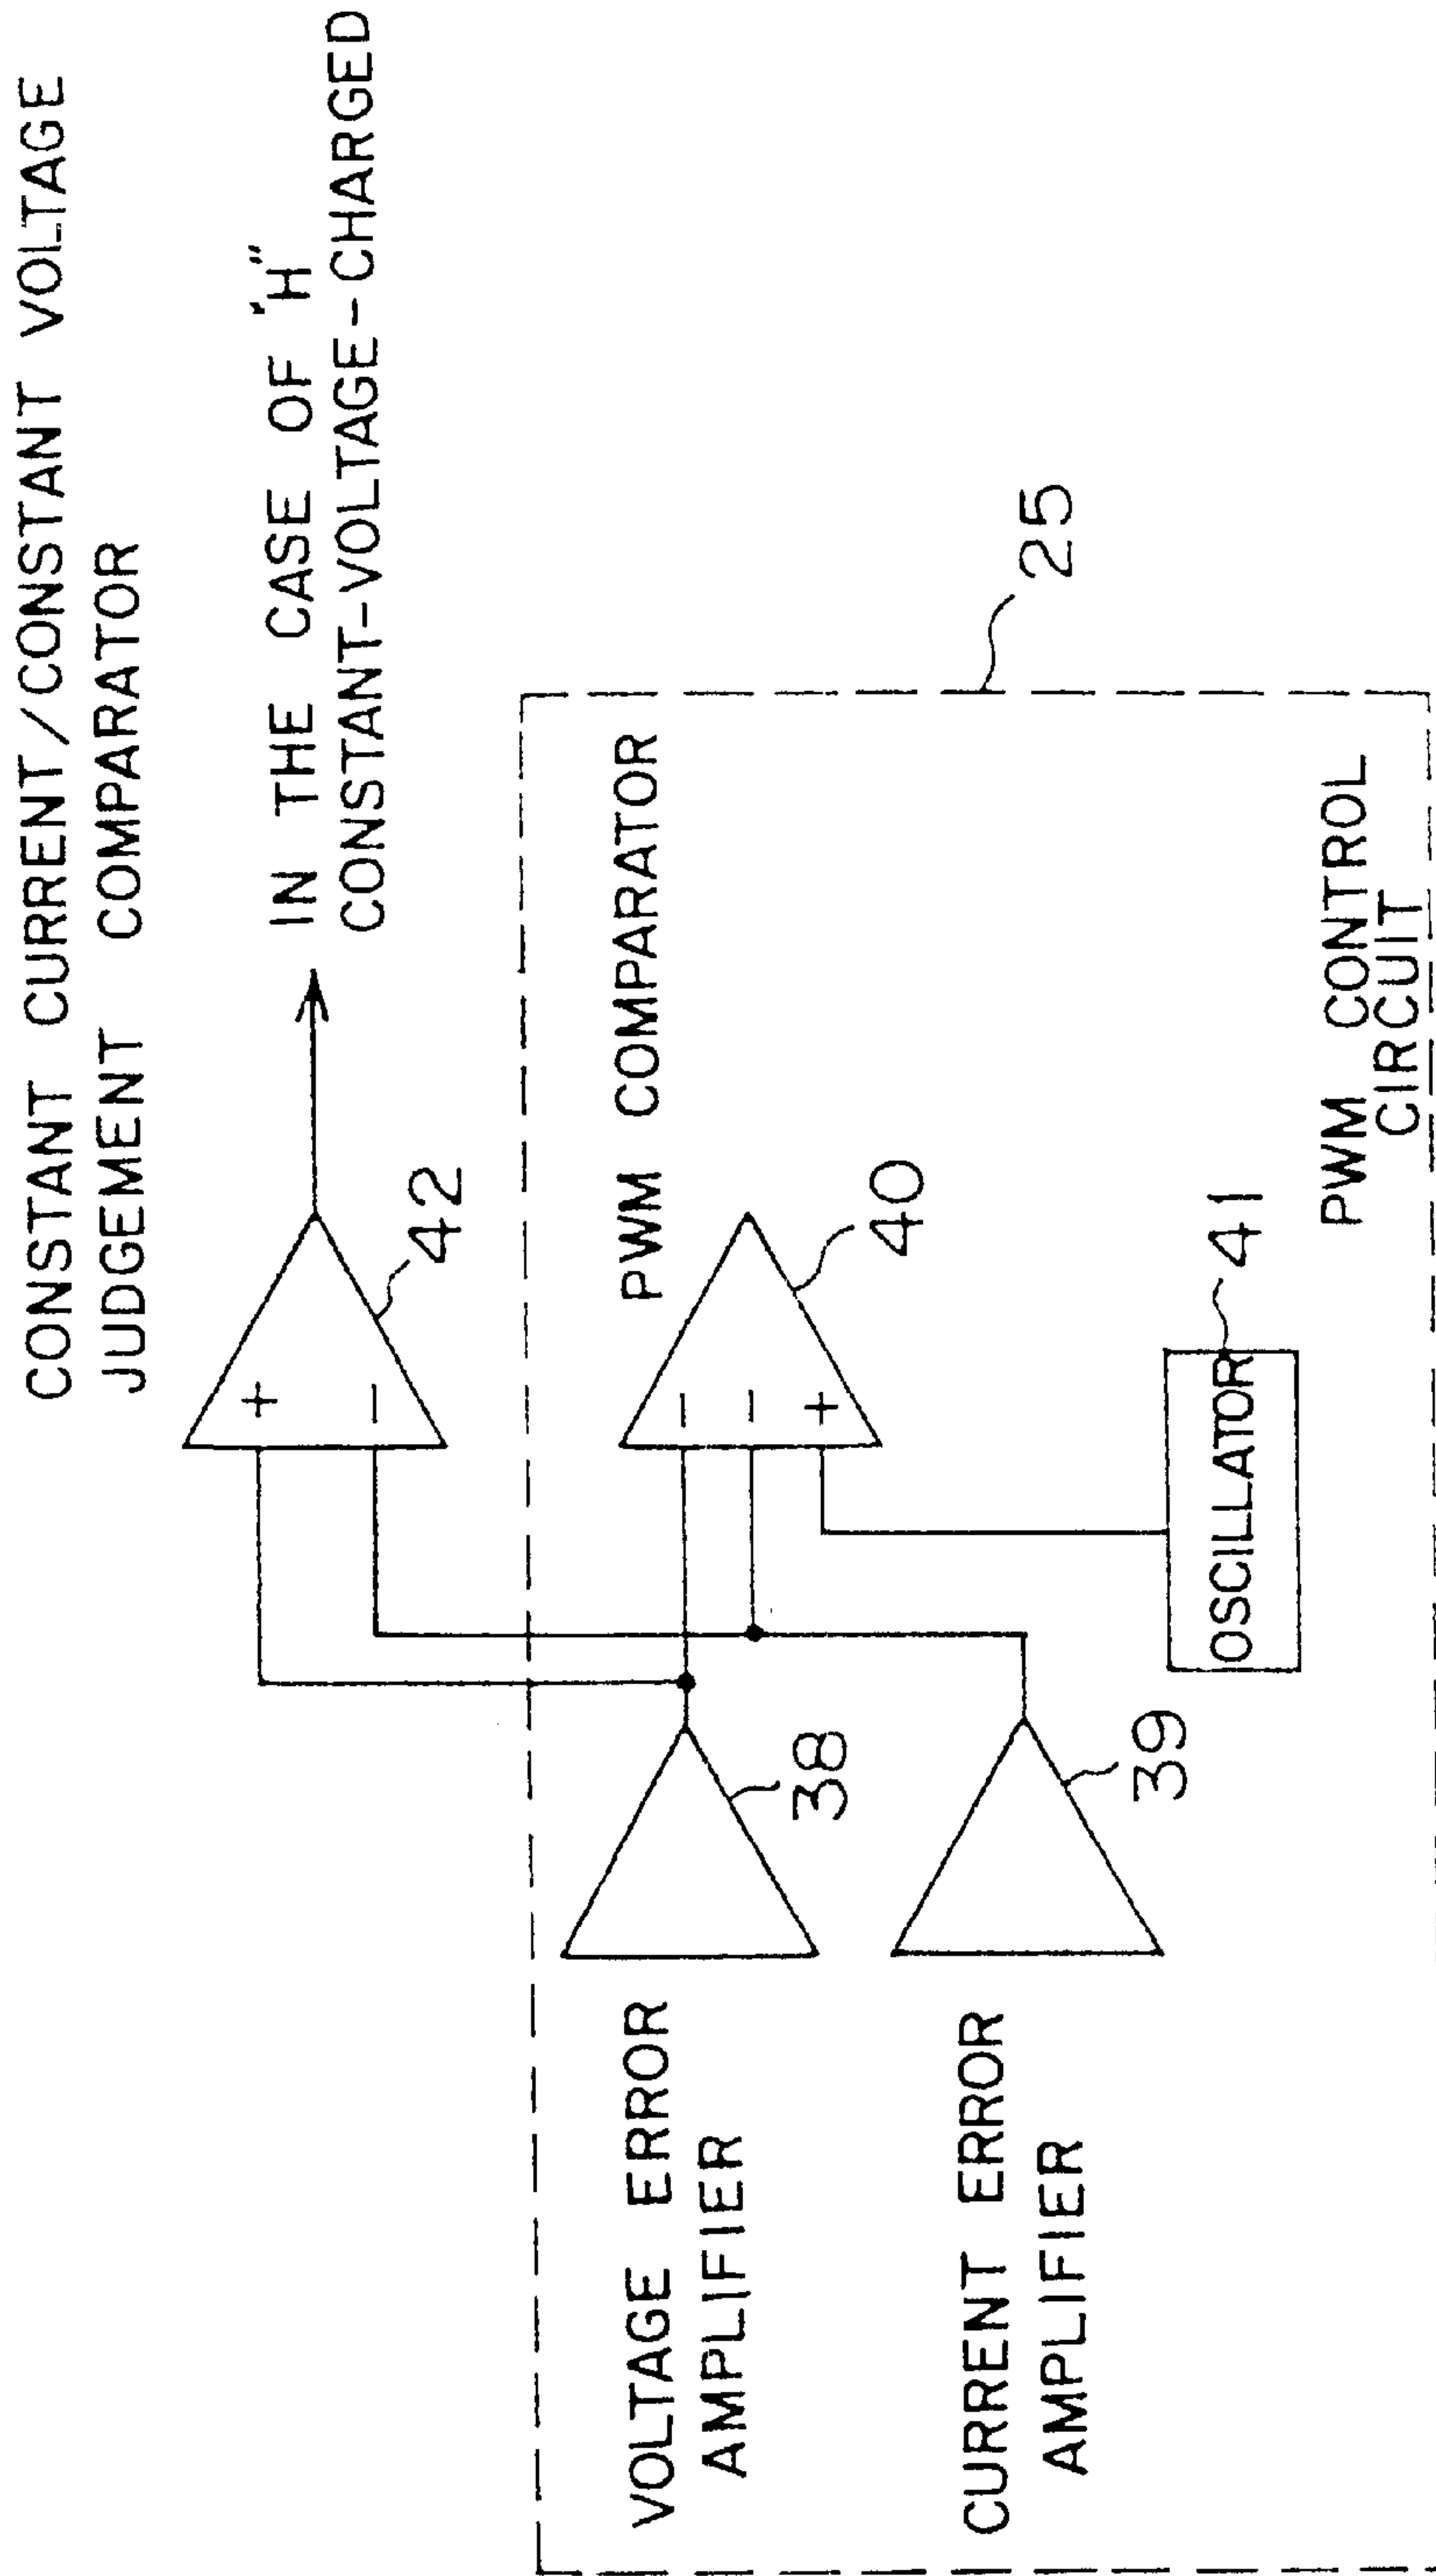 CONSTANT CURRENT/CONSTANT VOLTAGE
JUDGEMENT COMPARATOR
IN THE CASE OF "H"
CONSTANT-VOLTAGE-CHARGED
+
−
42
25
PWM COMPARATOR
−
−
+
40
VOLTAGE ERROR
AMPLIFIER
38
CURRENT ERROR
AMPLIFIER
39
OSCILLATOR
41
PWM CONTROL
CIRCUIT